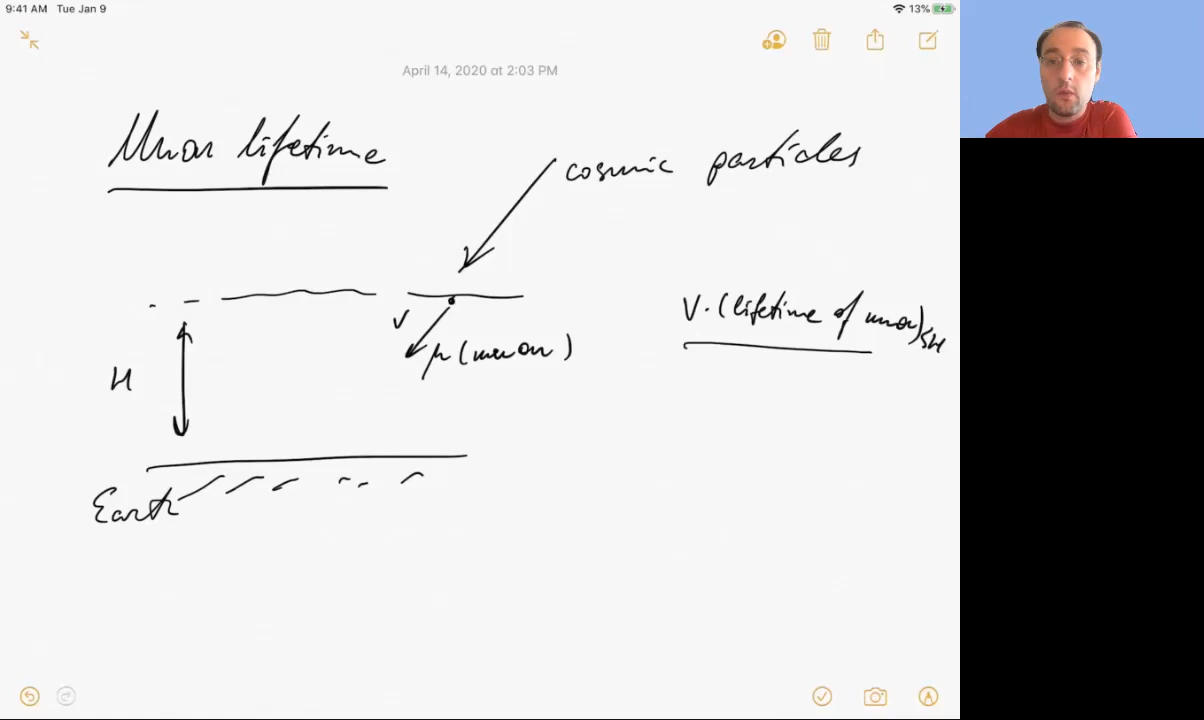 9:41 AM Tue Jan 9
13%
April 14, 2020 at 2:03 PM
Muon lifetime
cosmic particles
V·(lifetime of muon)
V
μ(muon)
H
Earth